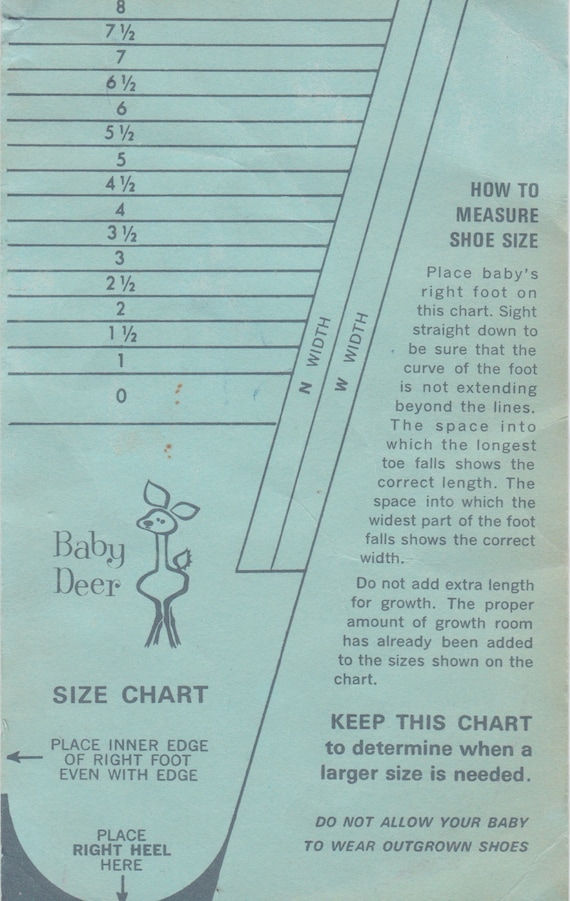 8
7 ½
7
6 ½
6
5 ½
5
4 ½
4
3 ½
3
2 ½
2
1 ½
1
0
N WIDTH
W WIDTH
Baby
Deer
SIZE CHART
PLACE INNER EDGE
OF RIGHT FOOT
EVEN WITH EDGE
PLACE
RIGHT HEEL
HERE
HOW TO
MEASURE
SHOE SIZE
Place baby's
right foot on
this chart. Sight
straight down to
be sure that the
curve of the foot
is not extending
beyond the lines.
The space into
which the longest
toe falls shows the
correct length. The
space into which the
widest part of the foot
falls shows the correct
width.
Do not add extra length
for growth. The proper
amount of growth room
has already been added
to the sizes shown on the
chart.
KEEP THIS CHART
to determine when a
larger size is needed.
DO NOT ALLOW YOUR BABY
TO WEAR OUTGROWN SHOES